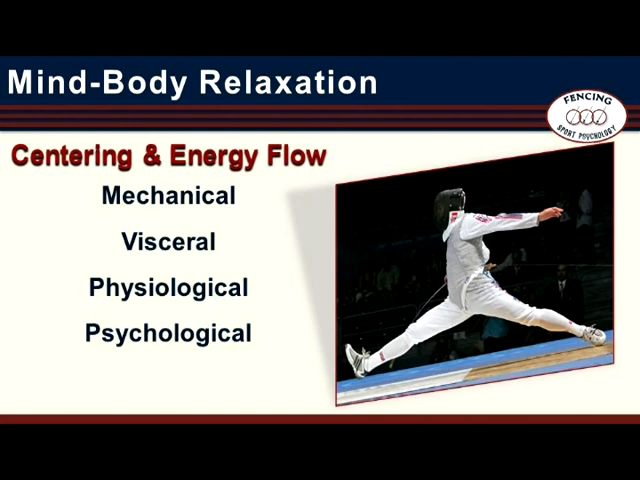 Mind-Body Relaxation
FENCING
SPORT PSYCHOLOGY
Centering & Energy Flow
Mechanical
Visceral
Physiological
Psychological